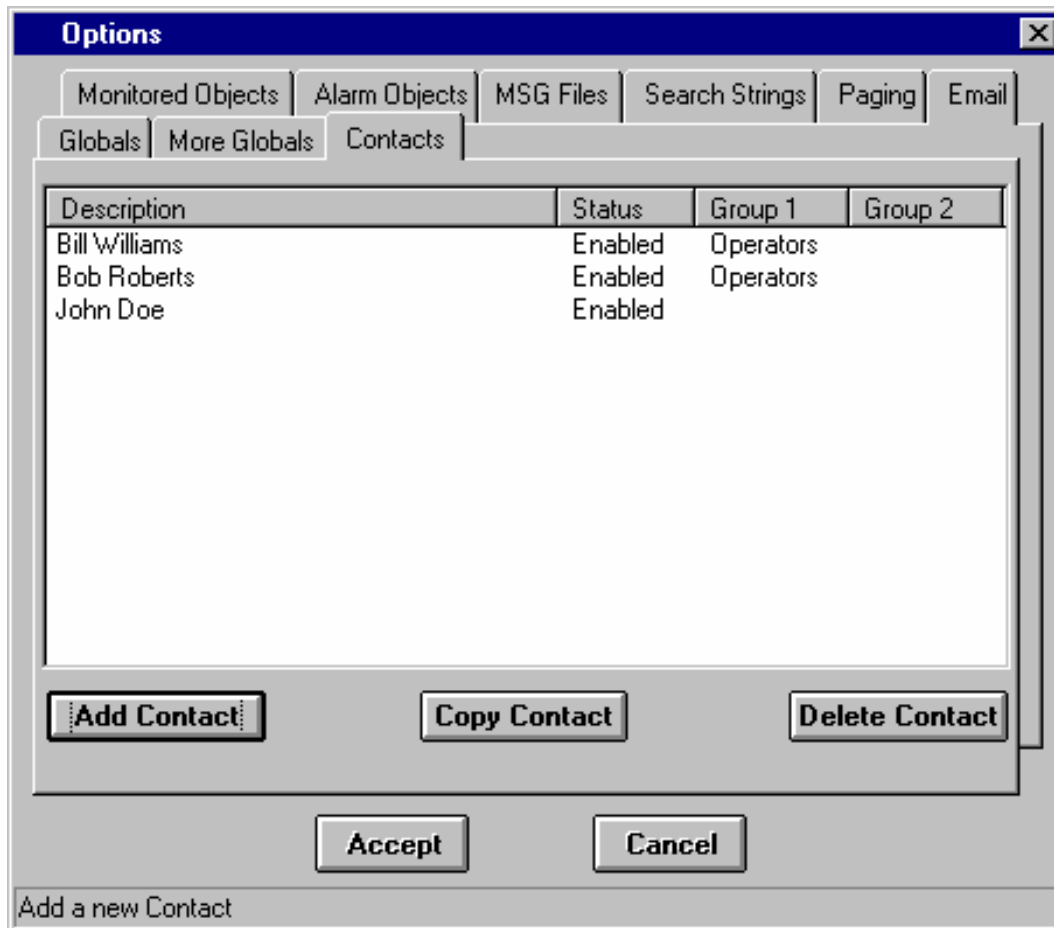 Options
Monitored Objects Alarm Objects MSG Files Search Strings Paging Email
Globals More Globals Contacts
Description Status Group 1 Group 2
Bill Williams Enabled Operators
Bob Roberts Enabled Operators
John Doe Enabled
Add Contact Copy Contact Delete Contact
Accept Cancel
Add a new Contact